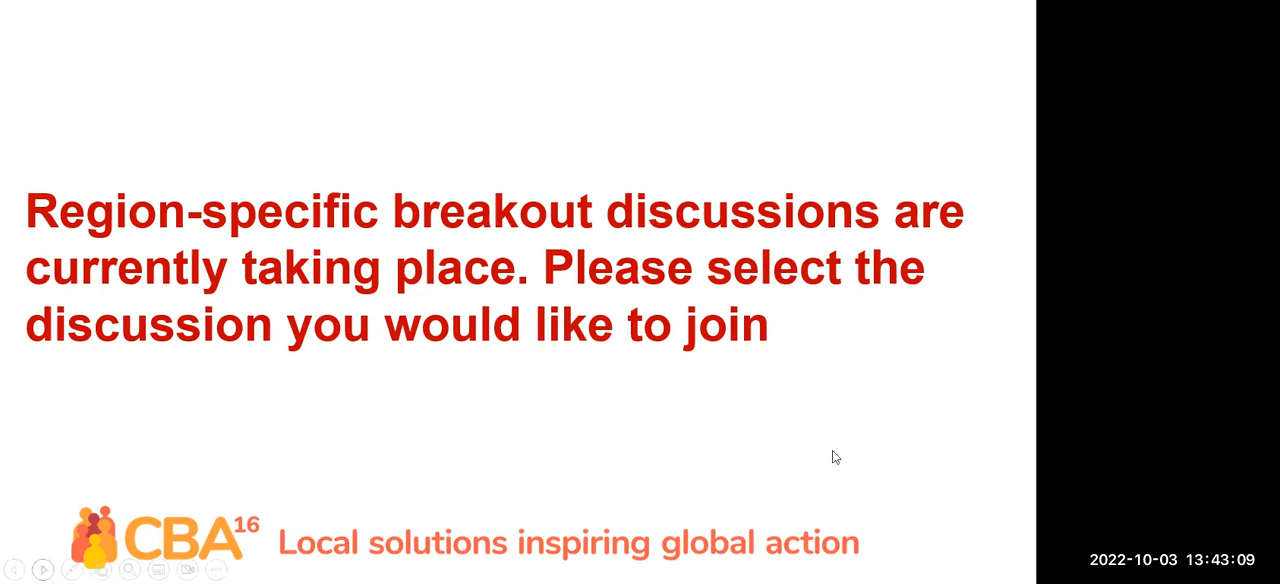 Region-specific breakout discussions are
currently taking place. Please select the
discussion you would like to join
CBA16
Local solutions inspiring global action
2022-10-03 13:43:09